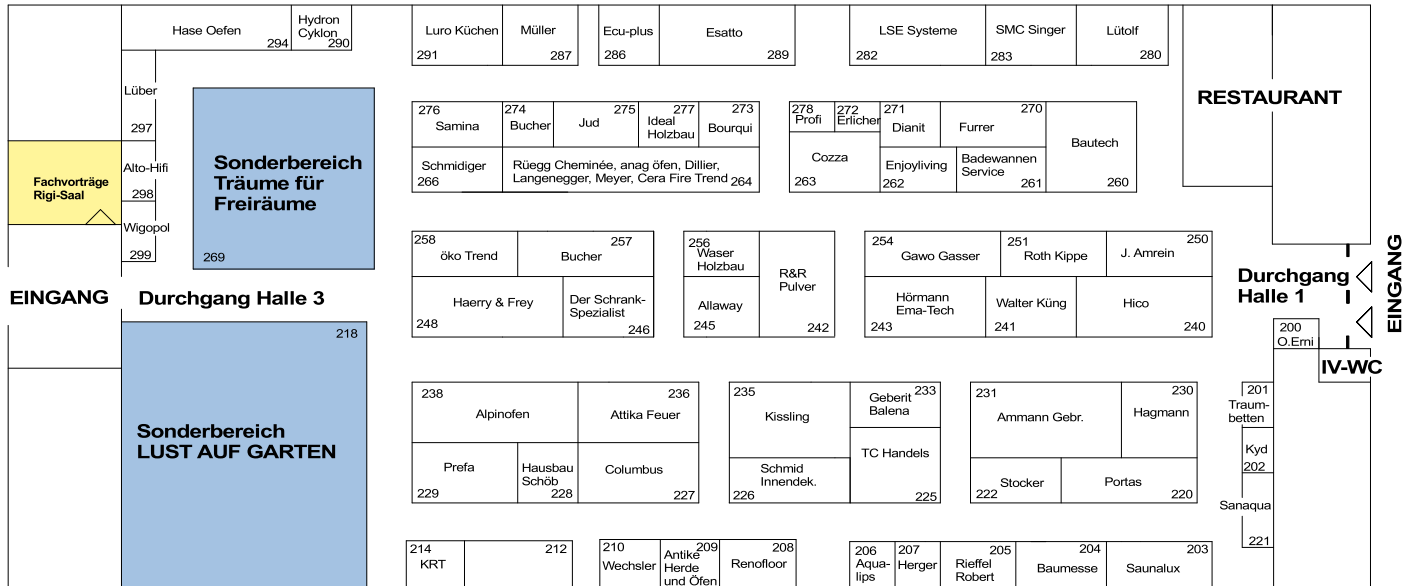 Hase Oefen
294
Hydron
Cyklon
290
Luro Küchen
291
Müller
287
Ecu-plus
286
Esatto
289
LSE Systeme
282
SMC Singer
283
Lütolf
280
RESTAURANT
Lüber
297
Alto-Hifi
298
Wigopol
299
Fachvorträge
Rigi-Saal
Sonderbereich
Träume für
Freiräume
269
276
Samina
274
Bucher
275
Jud
277
Ideal
Holzbau
273
Bourqui
Schmidiger
266
Rüegg Cheminée, anag öfen, Dillier,
Langenegger, Meyer, Cera Fire Trend 264
278
Profi
272
Erlicher
271
Dianit
270
Furrer
Cozza
263
Enjoyliving
262
Badewannen
Service
261
Bautech
260
258
öko Trend
257
Bucher
Haerry & Frey
248
Der Schrank-
Spezialist
246
256
Waser
Holzbau
Allaway
245
R&R
Pulver
242
254
Gawo Gasser
251
Roth Kippe
250
J. Amrein
Hörmann
Ema-Tech
243
Walter Küng
241
Hico
240
EINGANG
Durchgang Halle 3
Durchgang
Halle 1
EINGANG
200
O.Erni
IV-WC
218
Sonderbereich
LUST AUF GARTEN
238
Alpinofen
236
Attika Feuer
Prefa
229
Hausbau
Schöb
228
Columbus
227
235
Kissling
233
Geberit
Balena
Schmid
Innendek.
226
TC Handels
225
231
Ammann Gebr.
230
Hagmann
Stocker
222
Portas
220
201
Traum-
betten
Kyd
202
Sanaqua
221
214
KRT
212
210
Wechsler
209
Antike
Herde
und Öfen
208
Renofloor
206
Aqua-
lips
207
Herger
205
Rieffel
Robert
204
Baumesse
203
Saunalux